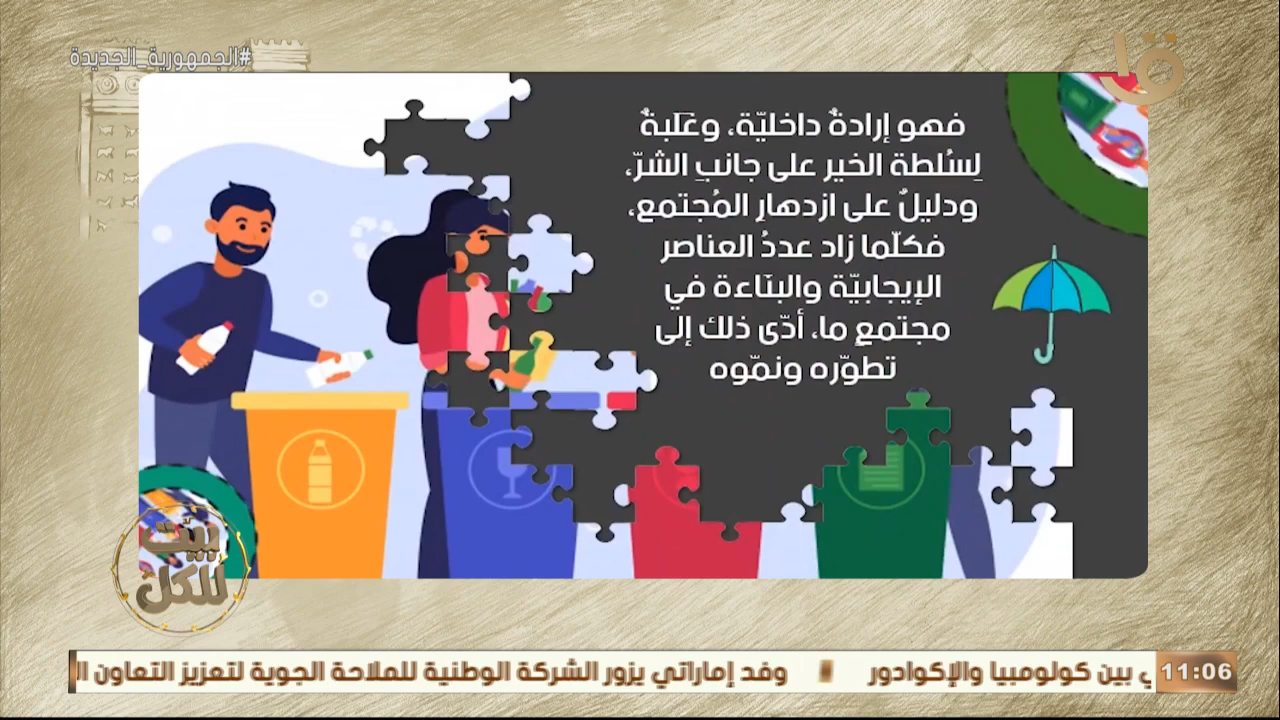 #الجمهورية_الجديدة
فهو إرادةٌ داخليّة، وغَلَبةٌ
لِسُلطة الخير على جانبِ الشرّ،
ودليلٌ على ازدهارِ المُجتمع،
فكلّما زاد عددُ العناصر
الإيجابيّة والبنّاءة في
مجتمعٍ ما، أدّى ذلك إلى
تطوّره ونموّه
بيت
للكل
بين كولومبيا والإكوادور
وفد إماراتي يزور الشركة الوطنية للملاحة الجوية لتعزيز التعاون
11:06